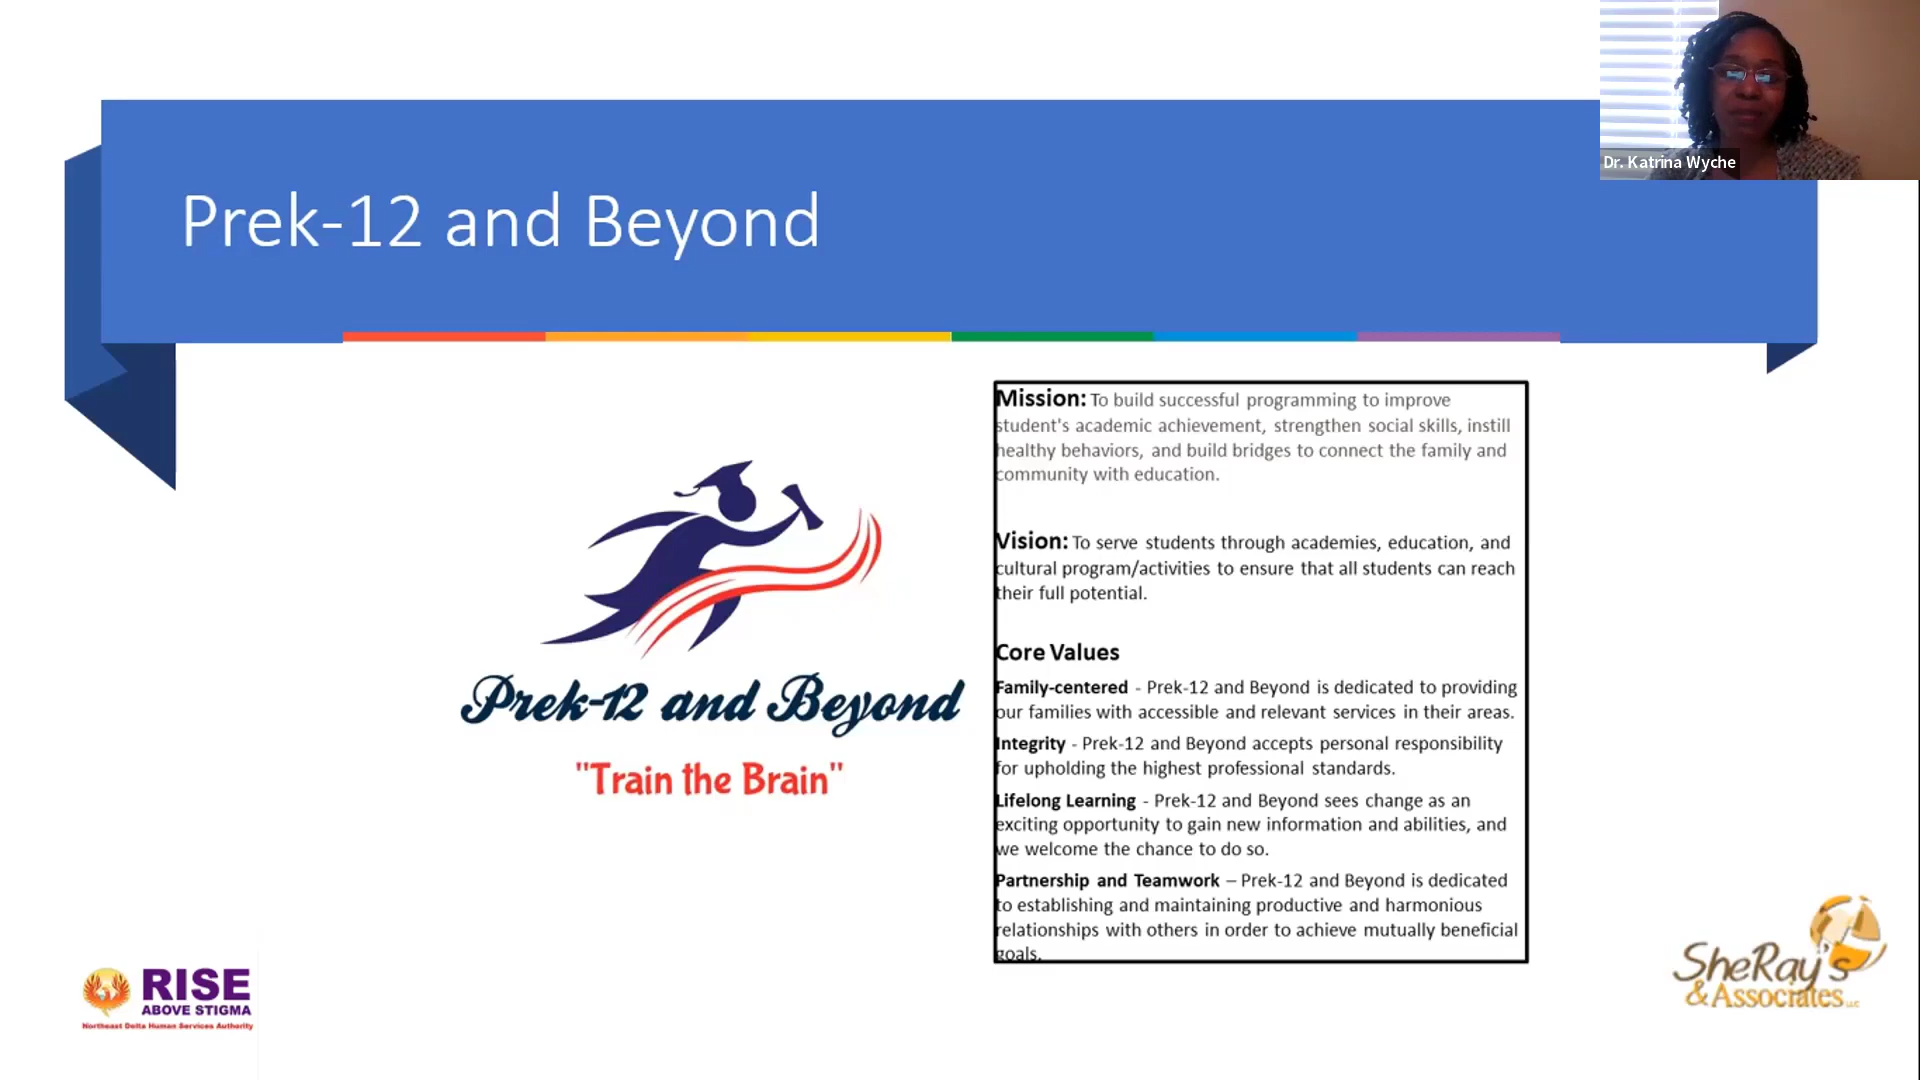 Dr. Katrina Wyche
Prek-12 and Beyond
Prek-12 and Beyond
"Train the Brain"
Mission: To build successful programming to improve
student's academic achievement, strengthen social skills, instill
healthy behaviors, and build bridges to connect the family and
community with education.
Vision: To serve students through academies, education, and
cultural program/activities to ensure that all students can reach
their full potential.
Core Values
Family-centered - Prek-12 and Beyond is dedicated to providing
our families with accessible and relevant services in their areas.
Integrity - Prek-12 and Beyond accepts personal responsibility
for upholding the highest professional standards.
Lifelong Learning - Prek-12 and Beyond sees change as an
exciting opportunity to gain new information and abilities, and
we welcome the chance to do so.
Partnership and Teamwork – Prek-12 and Beyond is dedicated
to establishing and maintaining productive and harmonious
relationships with others in order to achieve mutually beneficial
goals.
RISE
ABOVE STIGMA
Northeast Delta Human Services Authority
SheRay's
& Associates LLC